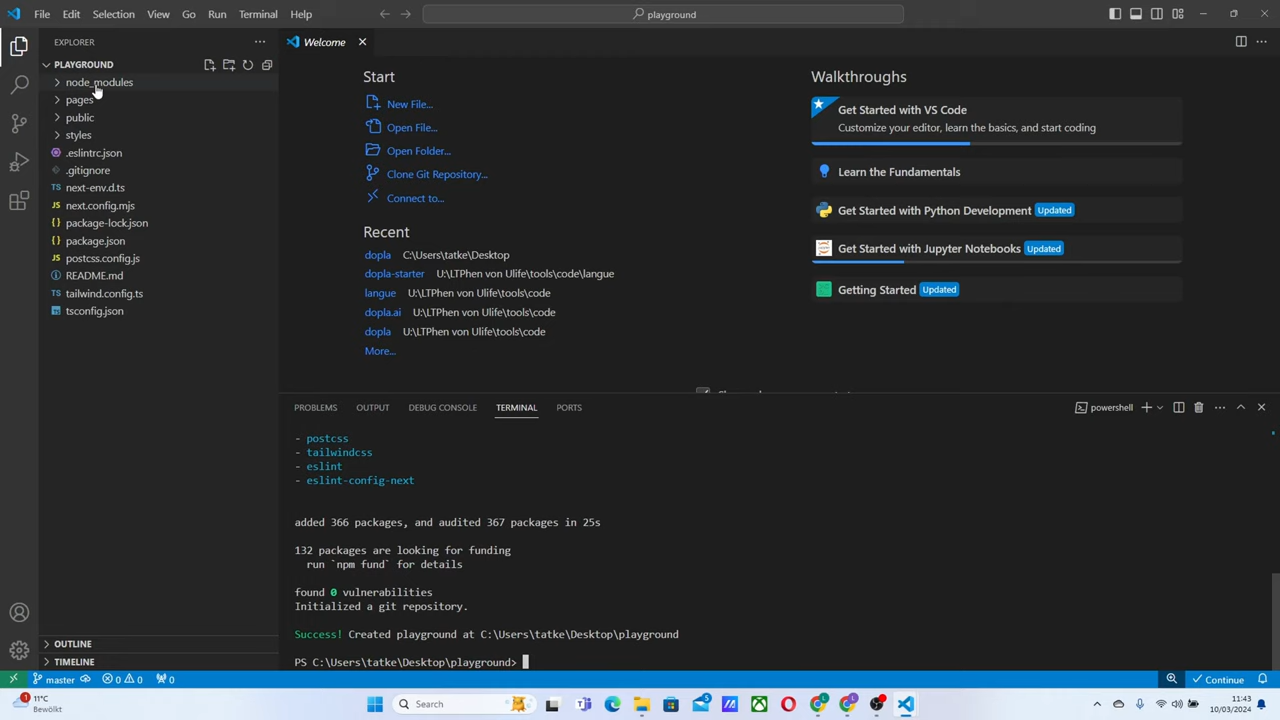 File Edit Selection View Go Run Terminal Help
playground
EXPLORER
Welcome
PLAYGROUND
node_modules
pages
public
styles
.eslintrc.json
.gitignore
next-env.d.ts
next.config.mjs
package-lock.json
package.json
postcss.config.js
README.md
tailwind.config.ts
tsconfig.json
OUTLINE
TIMELINE
Start
New File...
Open File...
Open Folder...
Clone Git Repository...
Connect to...
Recent
dopla C:\Users\tatke\Desktop
dopla-starter U:\LTPhen von Ulife\tools\code\langue
langue U:\LTPhen von Ulife\tools\code
dopla.ai U:\LTPhen von Ulife\tools\code
dopla U:\LTPhen von Ulife\tools\code
More...
Walkthroughs
Get Started with VS Code
Customize your editor, learn the basics, and start coding
Learn the Fundamentals
Get Started with Python Development Updated
Get Started with Jupyter Notebooks Updated
Getting Started Updated
PROBLEMS OUTPUT DEBUG CONSOLE TERMINAL PORTS
powershell
- postcss
- tailwindcss
- eslint
- eslint-config-next
added 366 packages, and audited 367 packages in 25s
132 packages are looking for funding
run `npm fund` for details
found 0 vulnerabilities
Initialized a git repository.
Success! Created playground at C:\Users\tatke\Desktop\playground
PS C:\Users\tatke\Desktop\playground>
master 0 0 0
Continue
11°C
Bewölkt
Search
11:43
10/03/2024